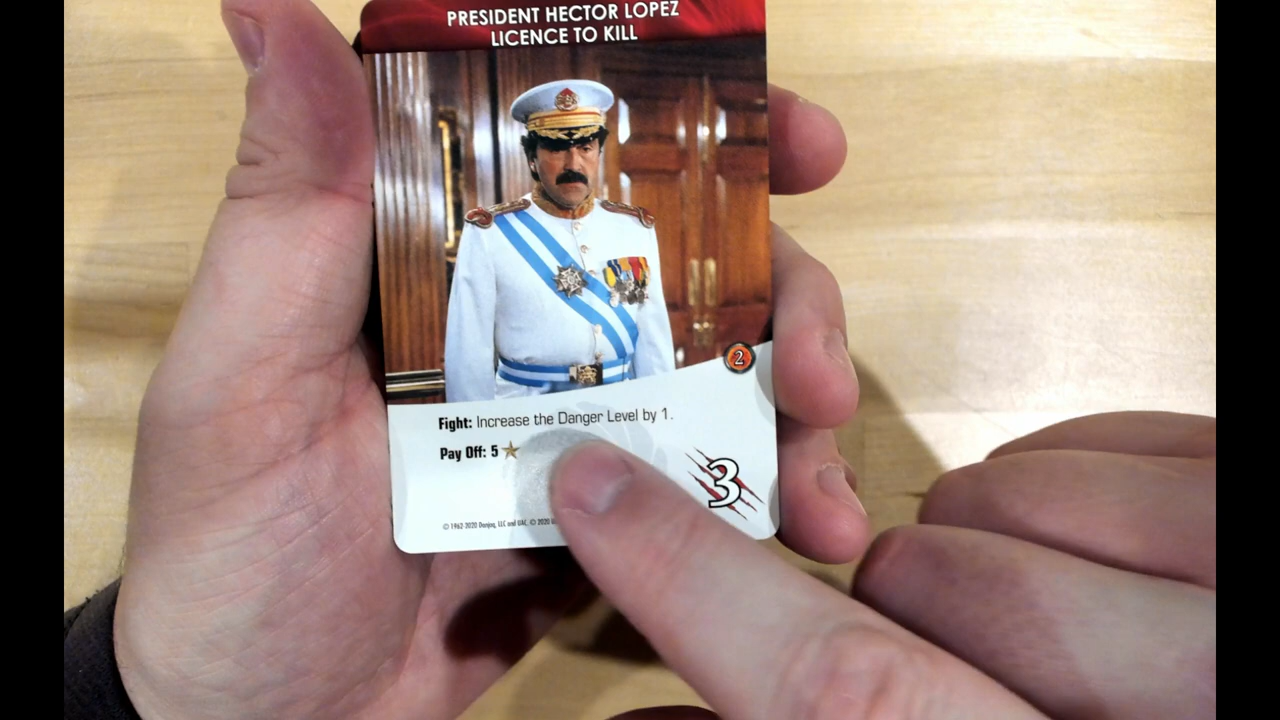 PRESIDENT HECTOR LOPEZ
LICENCE TO KILL
2
Fight: Increase the Danger Level by 1.
Pay Off: 5
3
© 1962-2020 Danjaq, LLC and UAC. © 2020